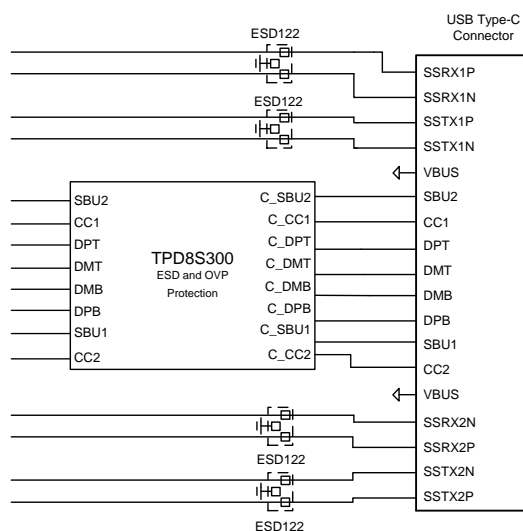 USB Type-C
Connector
ESD122
SSRX1P
SSRX1N
ESD122
SSTX1P
SSTX1N
VBUS
SBU2
CC1
DPT
DMT
DMB
DPB
SBU1
CC2
TPD8S300
ESD and OVP
Protection
C_SBU2
C_CC1
C_DPT
C_DMT
C_DMB
C_DPB
C_SBU1
C_CC2
SBU2
CC1
DPT
DMT
DMB
DPB
SBU1
CC2
VBUS
SSRX2N
SSRX2P
ESD122
SSTX2N
SSTX2P
ESD122